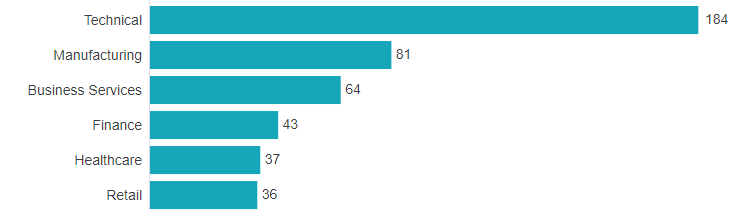 Technical 184
Manufacturing 81
Business Services 64
Finance 43
Healthcare 37
Retail 36